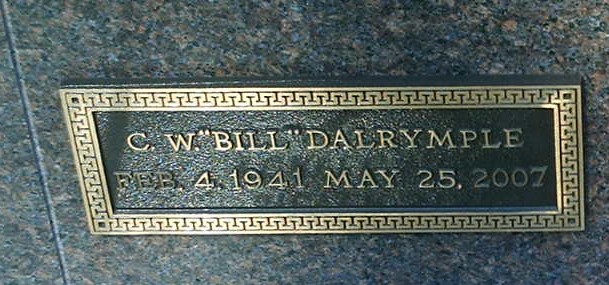 C. W. "BILL" DALRYMPLE
FEB. 4. 1941 MAY 25. 2007